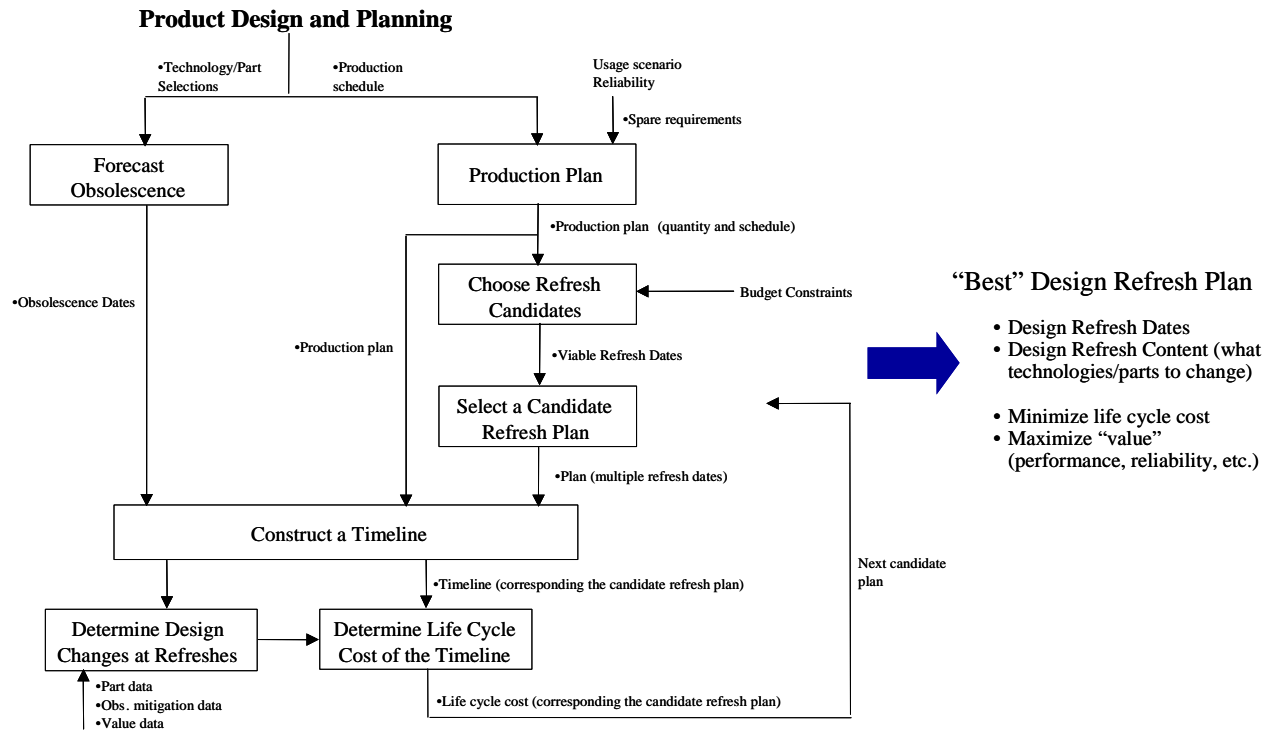 Product Design and Planning
•Technology/Part
Selections
•Production
schedule
Usage scenario
Reliability
•Spare requirements
Forecast
Obsolescence
Production Plan
•Production plan (quantity and schedule)
Choose Refresh
Candidates
Budget Constraints
•Obsolescence Dates
•Production plan
•Viable Refresh Dates
Select a Candidate
Refresh Plan
•Plan (multiple refresh dates)
Construct a Timeline
•Timeline (corresponding the candidate refresh plan)
Next candidate
plan
Determine Design
Changes at Refreshes
Determine Life Cycle
Cost of the Timeline
•Part data
•Obs. mitigation data
•Value data
•Life cycle cost (corresponding the candidate refresh plan)
“Best” Design Refresh Plan
• Design Refresh Dates
• Design Refresh Content (what
technologies/parts to change)
• Minimize life cycle cost
• Maximize “value”
(performance, reliability, etc.)